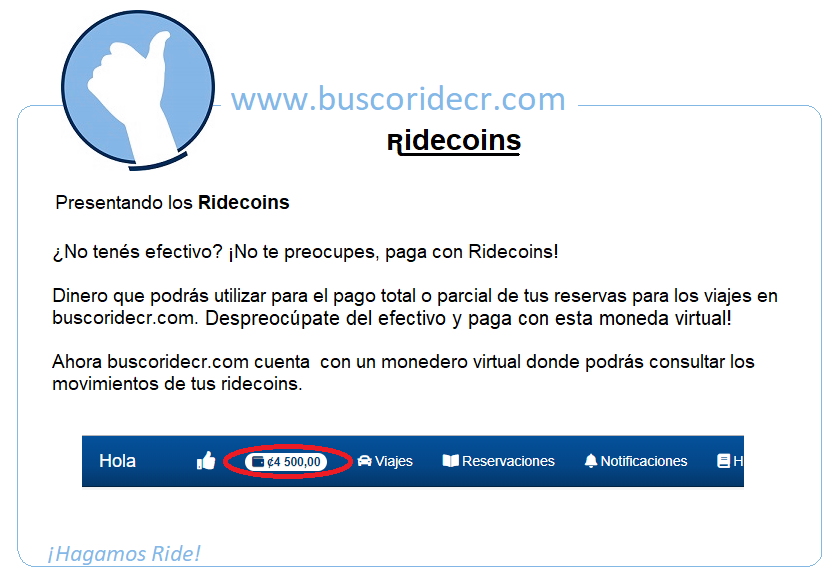 www.buscoridecr.com
Ridecoins
Presentando los Ridecoins
¿No tenés efectivo? ¡No te preocupes, paga con Ridecoins!
Dinero que podrás utilizar para el pago total o parcial de tus reservas para los viajes en
buscoridecr.com. Despreocúpate del efectivo y paga con esta moneda virtual!
Ahora buscoridecr.com cuenta  con un monedero virtual donde podrás consultar los
movimientos de tus ridecoins.
Hola ₡4 500,00 Viajes Reservaciones Notificaciones H
¡Hagamos Ride!